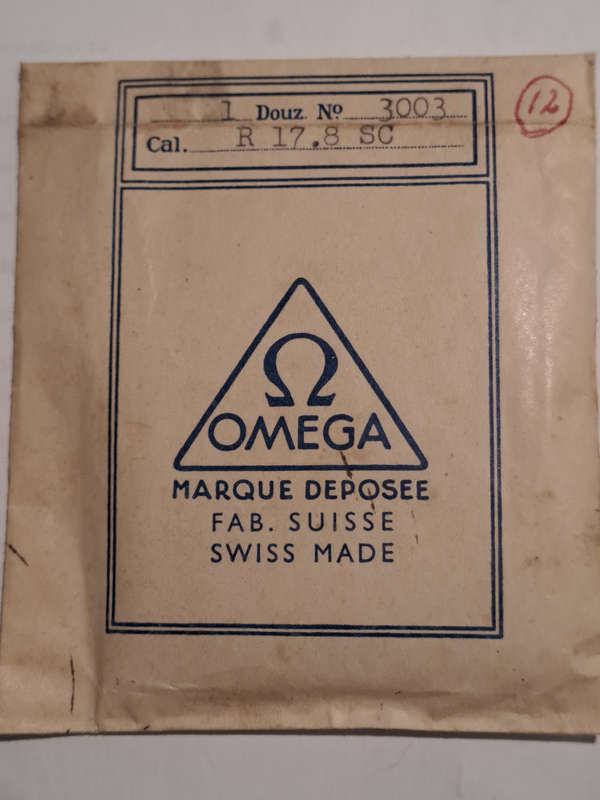 1 Douz. Nº 3003
12
Cal. R 17.8 SC
Ω
OMEGA
MARQUE DEPOSEE
FAB. SUISSE
SWISS MADE